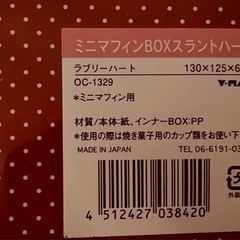 ミニマフィンBOXスラントハー
ラブリーハート 130×125×6
OC-1329
*ミニマフィン用
材質/本体:紙、インナーBOX:PP
*使用の際は焼き菓子用のカップ類をお使い下
MADE IN JAPAN TEL 06-6191-03
4 512427 038420